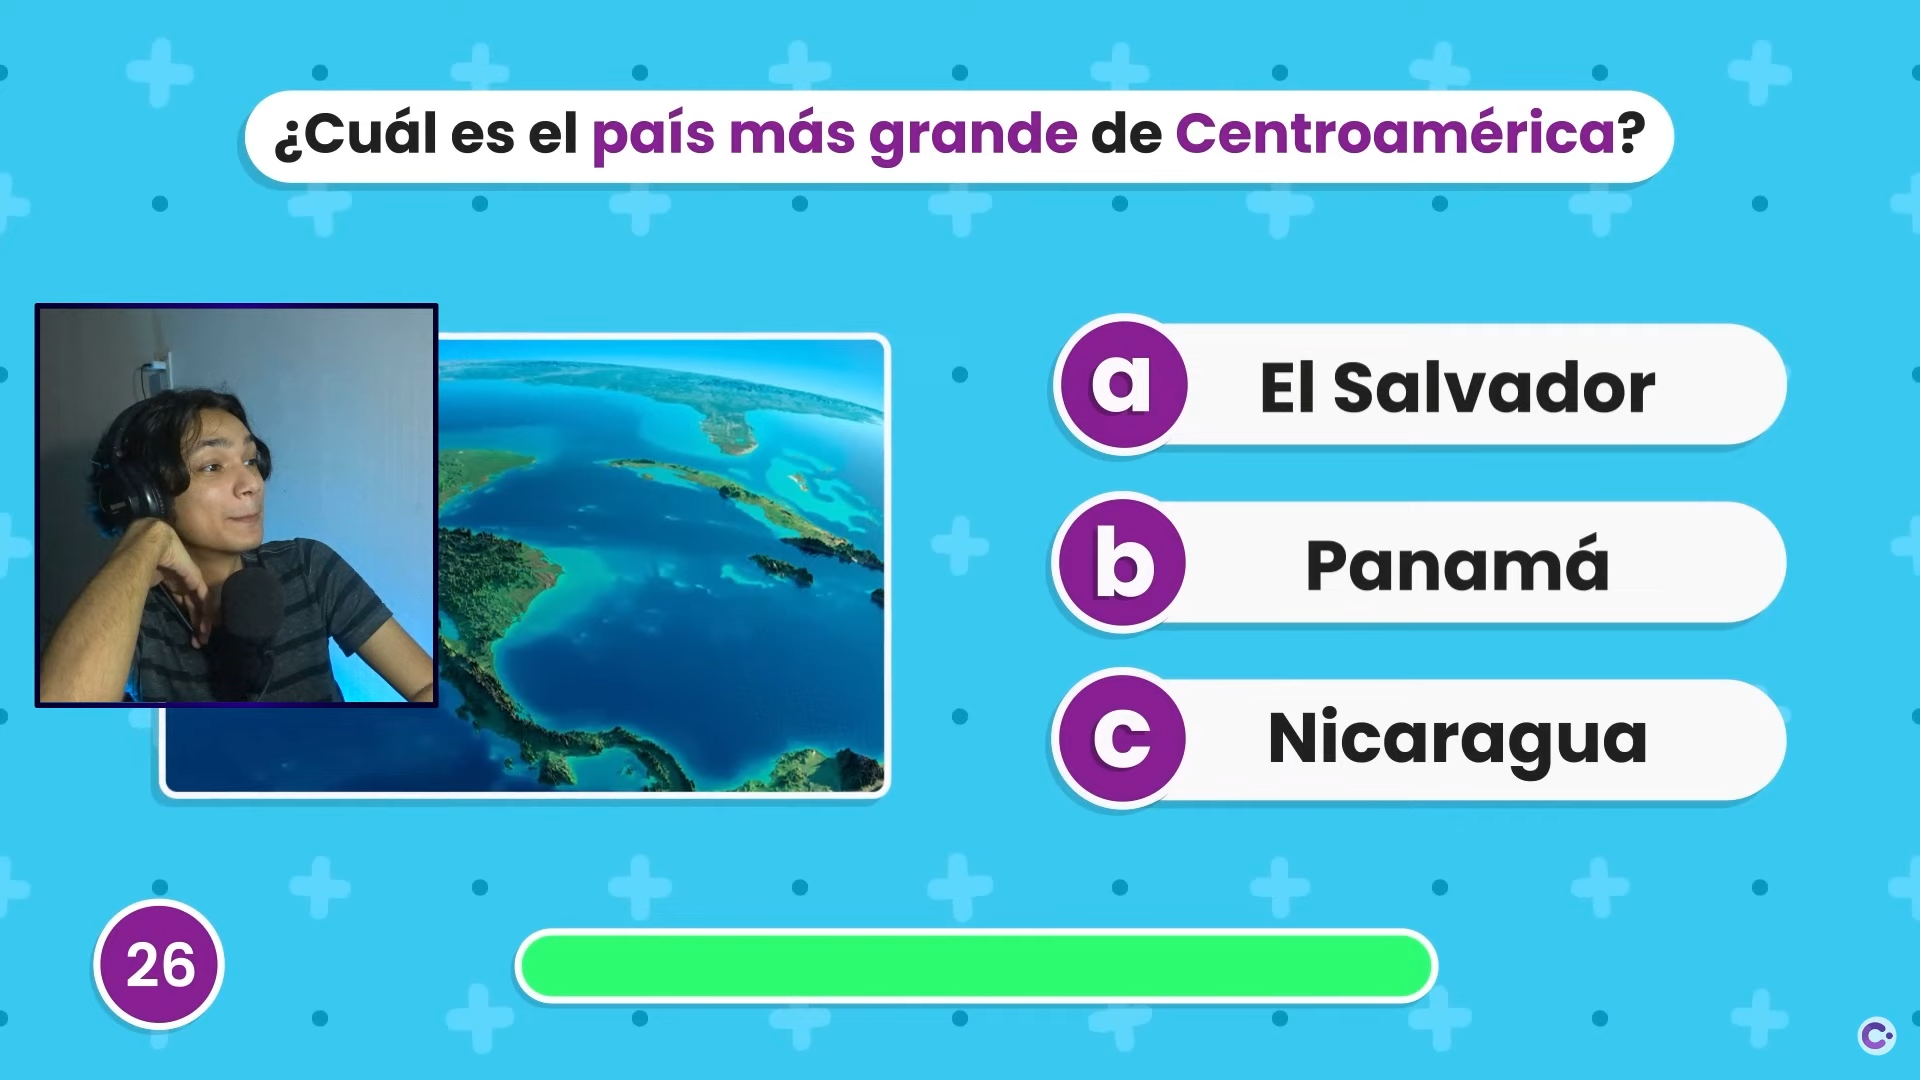 ¿Cuál es el país más grande de Centroamérica?
a El Salvador
b Panamá
c Nicaragua
26